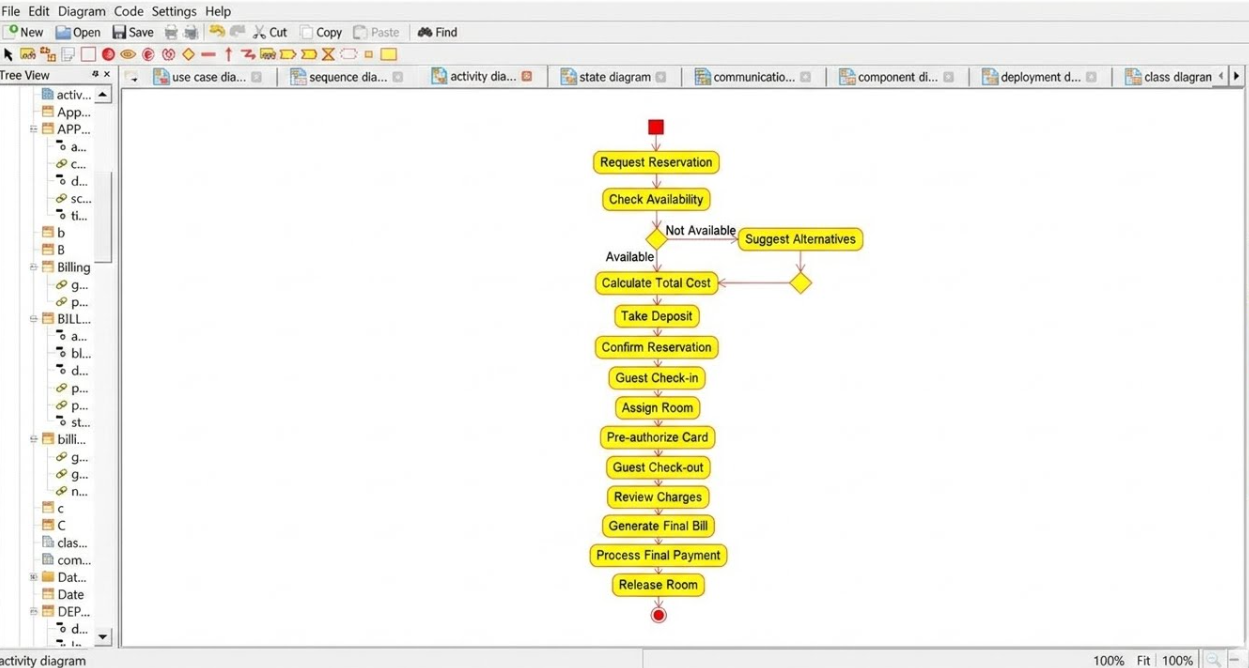 File Edit Diagram Code Settings Help
New Open Save Cut Copy Paste Find
Tree View
use case dia... sequence dia... activity dia... state diagram communicatio... component di... deployment d... class diagran
activ...
App...
APP...
a...
c...
d...
sc...
ti...
b
B
Billing
g...
p...
BILL...
a...
bl...
d...
p...
p...
st...
billi...
g...
g...
n...
c
C
clas...
com...
Dat...
Date
DEP...
d...
Request Reservation
Check Availability
Not Available
Suggest Alternatives
Available
Calculate Total Cost
Take Deposit
Confirm Reservation
Guest Check-in
Assign Room
Pre-authorize Card
Guest Check-out
Review Charges
Generate Final Bill
Process Final Payment
Release Room
activity diagram
100% Fit 100%